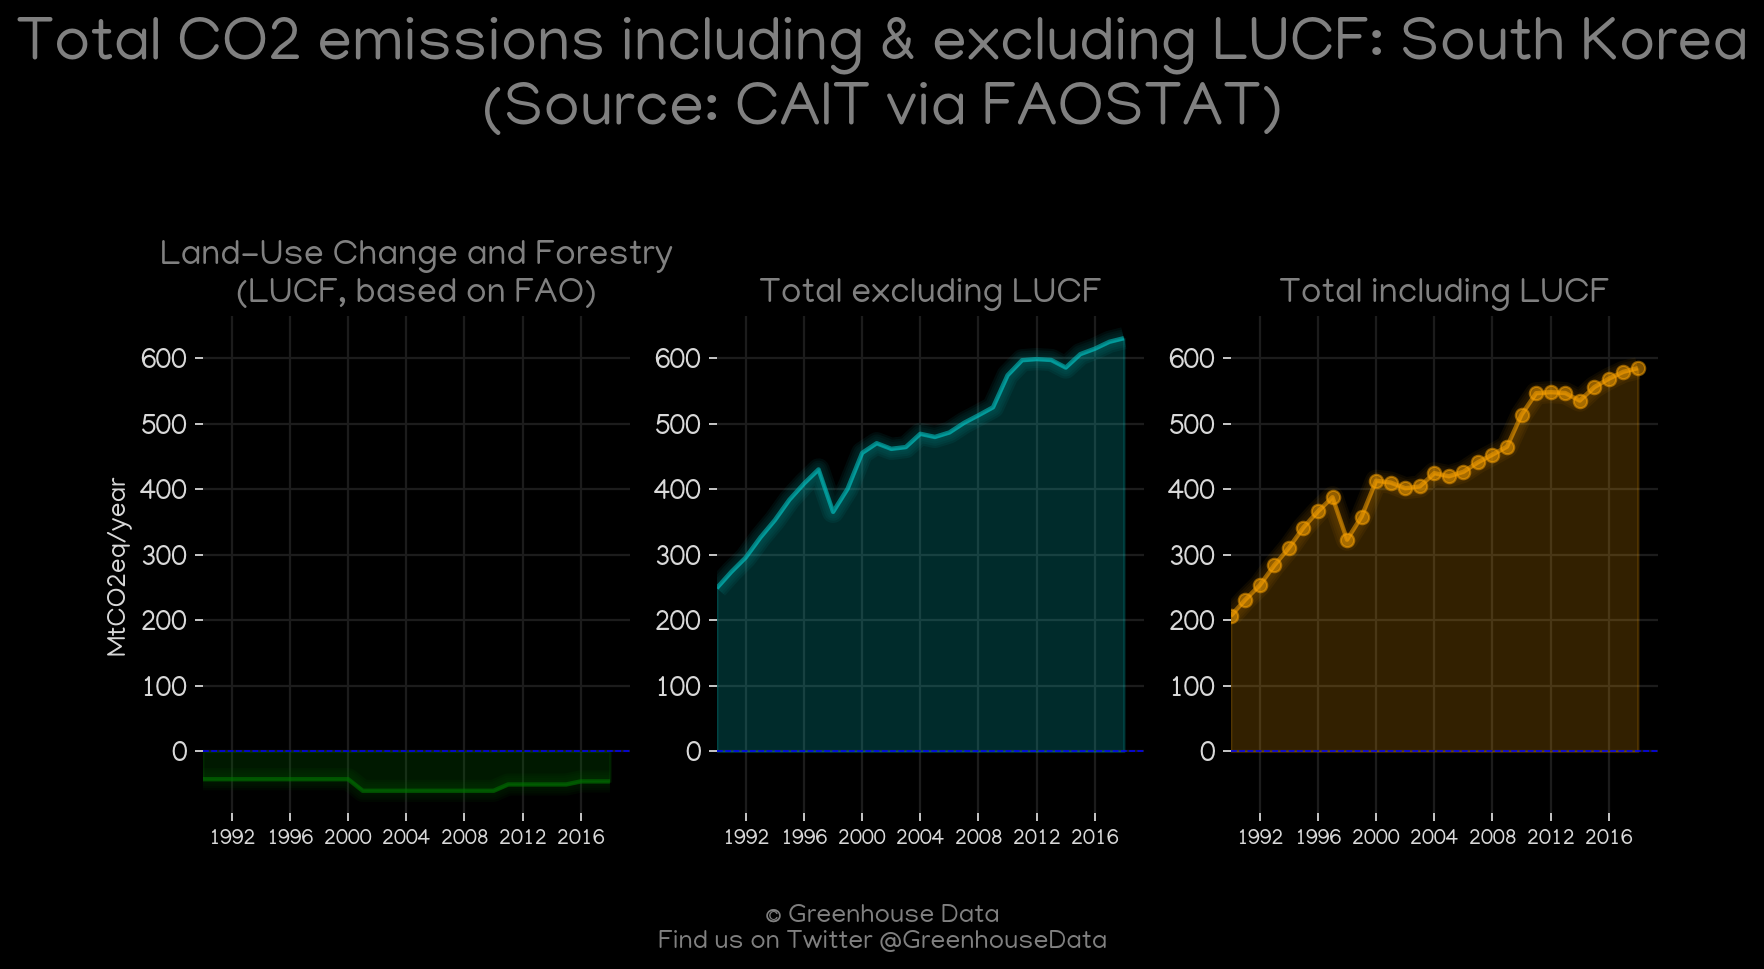 Total CO2 emissions including & excluding LUCF: South Korea
(Source: CAIT via FAOSTAT)
Land-Use Change and Forestry
(LUCF, based on FAO)
MtCO2eq/year
600
500
400
300
200
100
0
1992 1996 2000 2004 2008 2012 2016
Total excluding LUCF
600
500
400
300
200
100
0
1992 1996 2000 2004 2008 2012 2016
Total including LUCF
600
500
400
300
200
100
0
1992 1996 2000 2004 2008 2012 2016
© Greenhouse Data
Find us on Twitter @GreenhouseData